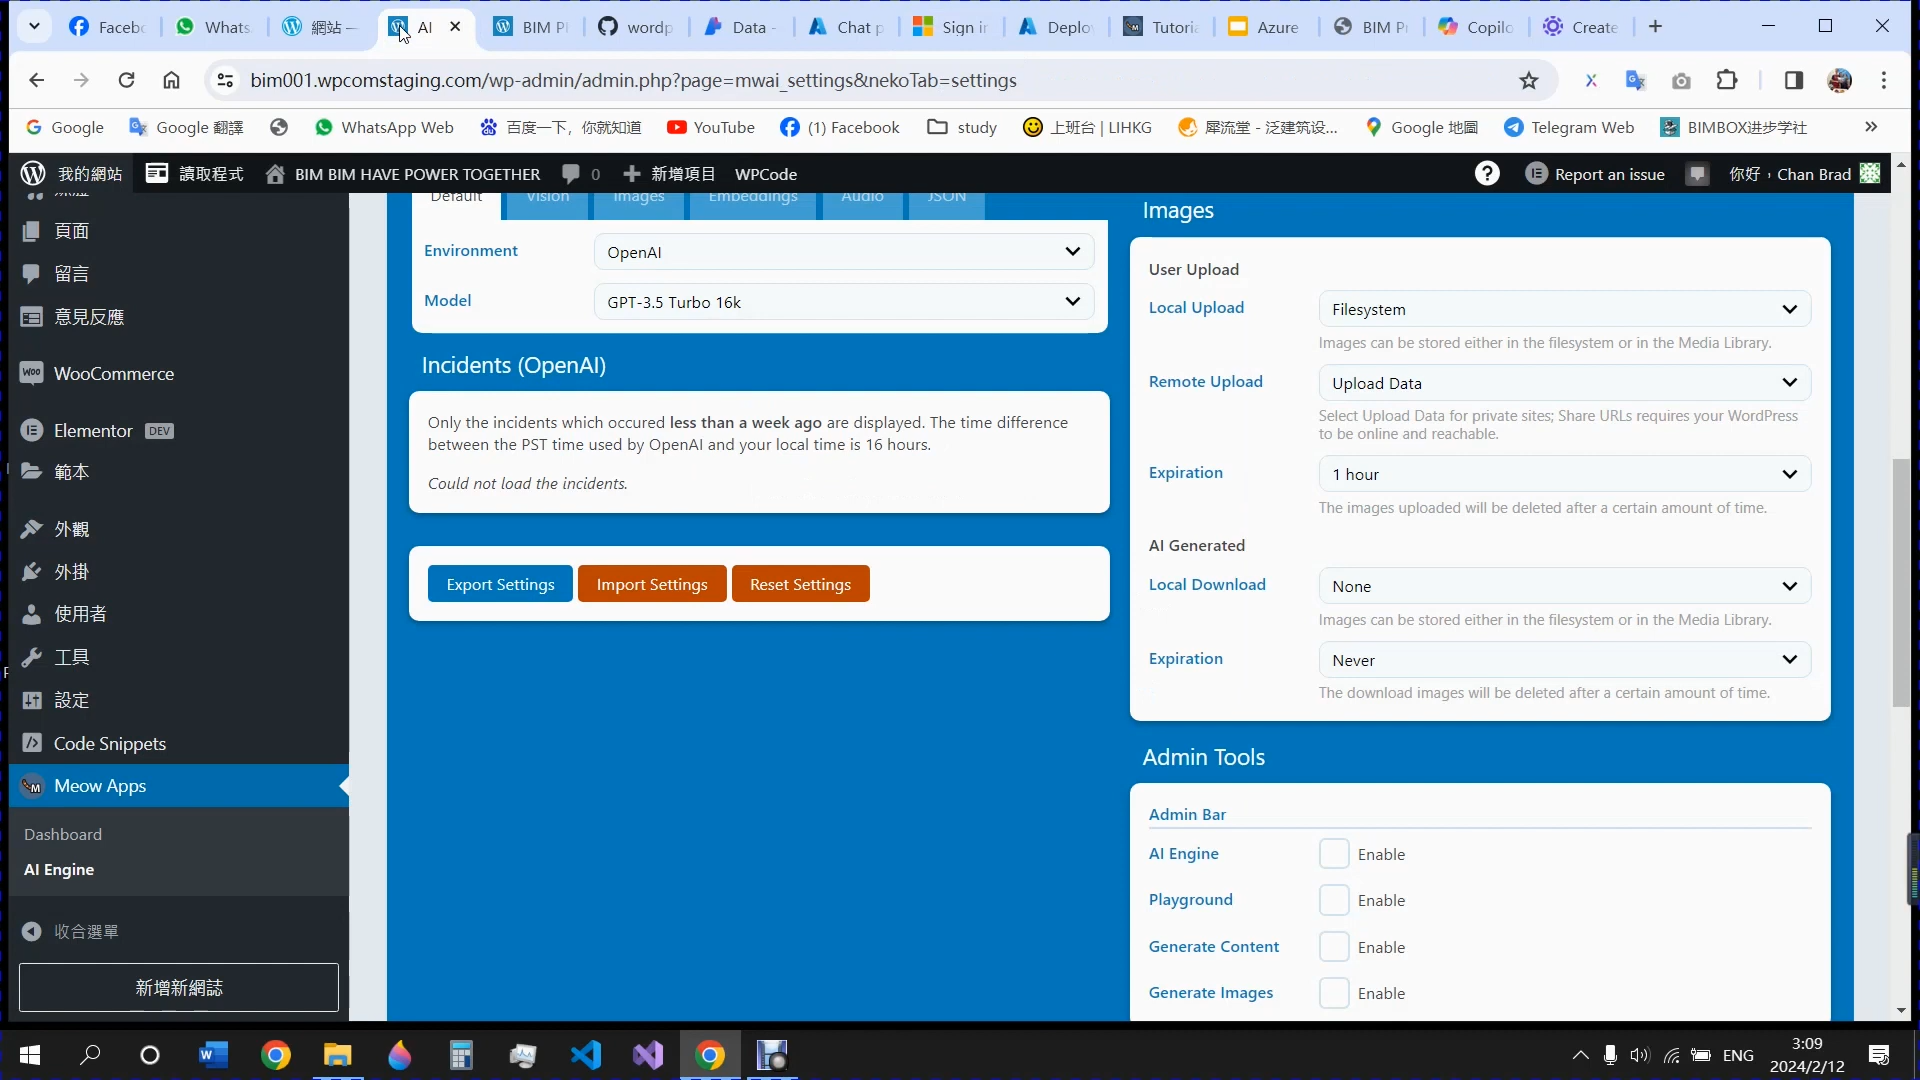 Faceb
Whats
網站 —
AI
BIM P
wordp
Data -
Chat p
Sign in
Deplo
Tutoria
Azure
BIM Pr
Copilo
Create
bim001.wpcomstaging.com/wp-admin/admin.php?page=mwai_settings&nekoTab=settings
Google
Google 翻譯
WhatsApp Web
百度一下，你就知道
YouTube
(1) Facebook
study
上班台 | LIHKG
犀流堂 - 泛建筑设...
Google 地圖
Telegram Web
BIMBOX进步学社
我的網站
讀取程式
BIM BIM HAVE POWER TOGETHER
0
新增項目
WPCode
Report an issue
你好，Chan Brad
頁面
留言
意見反應
WooCommerce
Elementor DEV
範本
外觀
外掛
使用者
工具
設定
Code Snippets
Meow Apps
Dashboard
AI Engine
收合選單
新增新網誌
Default
Vision
Images
Embeddings
Audio
JSON
Environment
OpenAI
Model
GPT-3.5 Turbo 16k
Incidents (OpenAI)
Only the incidents which occured less than a week ago are displayed. The time difference
between the PST time used by OpenAI and your local time is 16 hours.
Could not load the incidents.
Export Settings
Import Settings
Reset Settings
Images
User Upload
Local Upload
Filesystem
Images can be stored either in the filesystem or in the Media Library.
Remote Upload
Upload Data
Select Upload Data for private sites; Share URLs requires your WordPress
to be online and reachable.
Expiration
1 hour
The images uploaded will be deleted after a certain amount of time.
AI Generated
Local Download
None
Images can be stored either in the filesystem or in the Media Library.
Expiration
Never
The download images will be deleted after a certain amount of time.
Admin Tools
Admin Bar
AI Engine
Enable
Playground
Enable
Generate Content
Enable
Generate Images
Enable
ENG
3:09
2024/2/12